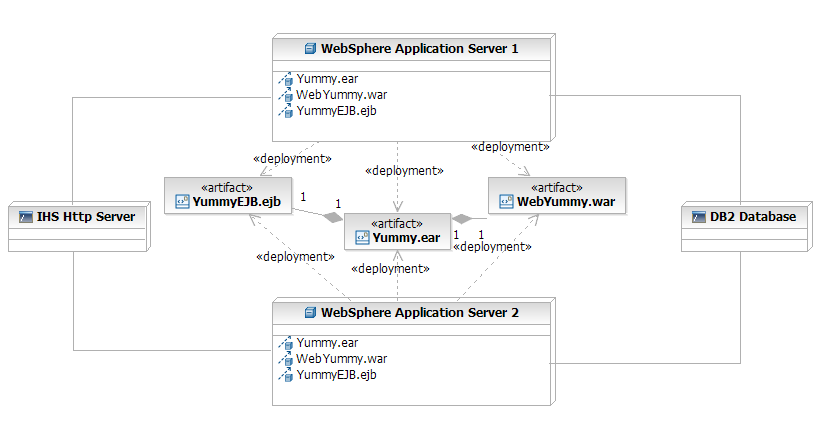 WebSphere Application Server 1
Yummy.ear
WebYummy.war
YummyEJB.ejb
«deployment»
«deployment»
«deployment»
«artifact»
YummyEJB.ejb
«artifact»
WebYummy.war
1
1
IHS Http Server
«artifact»
Yummy.ear
DB2 Database
1
1
«deployment»
«deployment»
«deployment»
WebSphere Application Server 2
Yummy.ear
WebYummy.war
YummyEJB.ejb